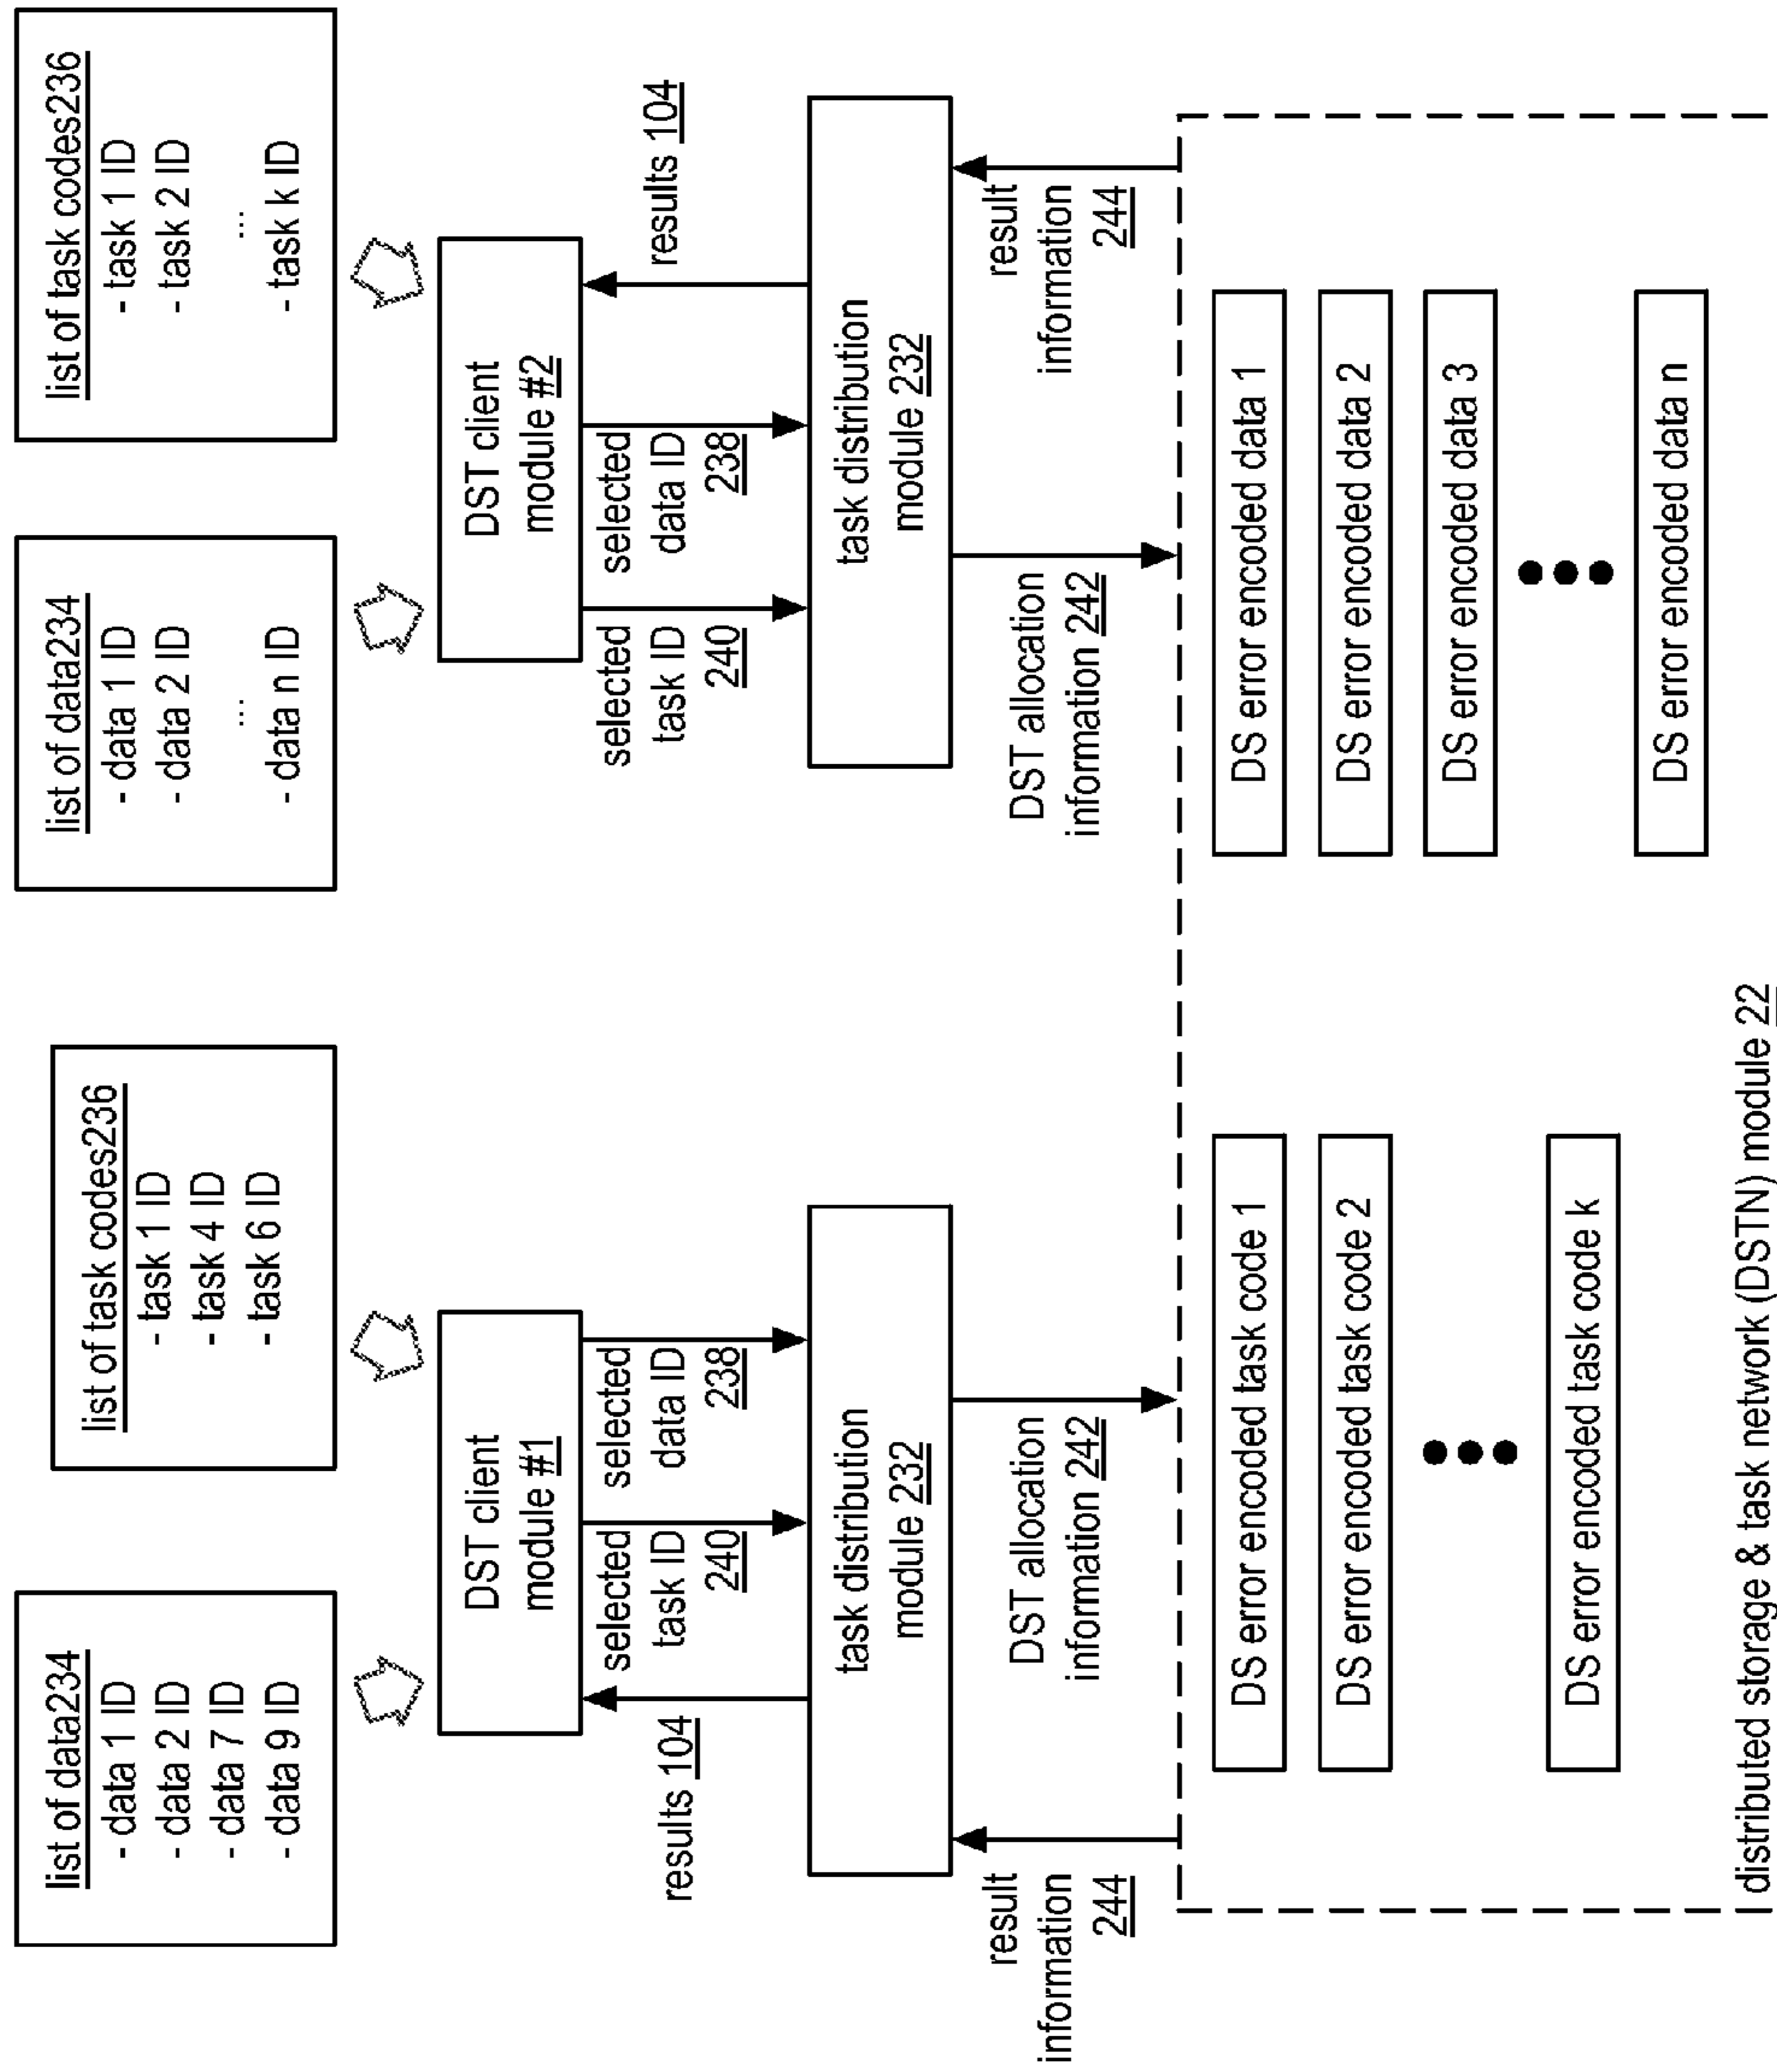 list of data234
- data 1 ID
- data 2 ID
- data 7 ID
- data 9 ID
list of task codes236
- task 1 ID
- task 4 ID
- task 6 ID
list of data234
- data 1 ID
- data 2 ID
...
- data n ID
list of task codes236
- task 1 ID
- task 2 ID
...
- task k ID
DST client
module #1
DST client
module #2
results 104
selected
task ID
240
selected
data ID
238
selected
task ID
240
selected
data ID
238
results 104
task distribution
module 232
task distribution
module 232
result
information
244
DST allocation
information 242
DST allocation
information 242
result
information
244
DS error encoded task code 1
DS error encoded task code 2
DS error encoded task code k
DS error encoded data 1
DS error encoded data 2
DS error encoded data 3
DS error encoded data n
distributed storage & task network (DSTN) module 22